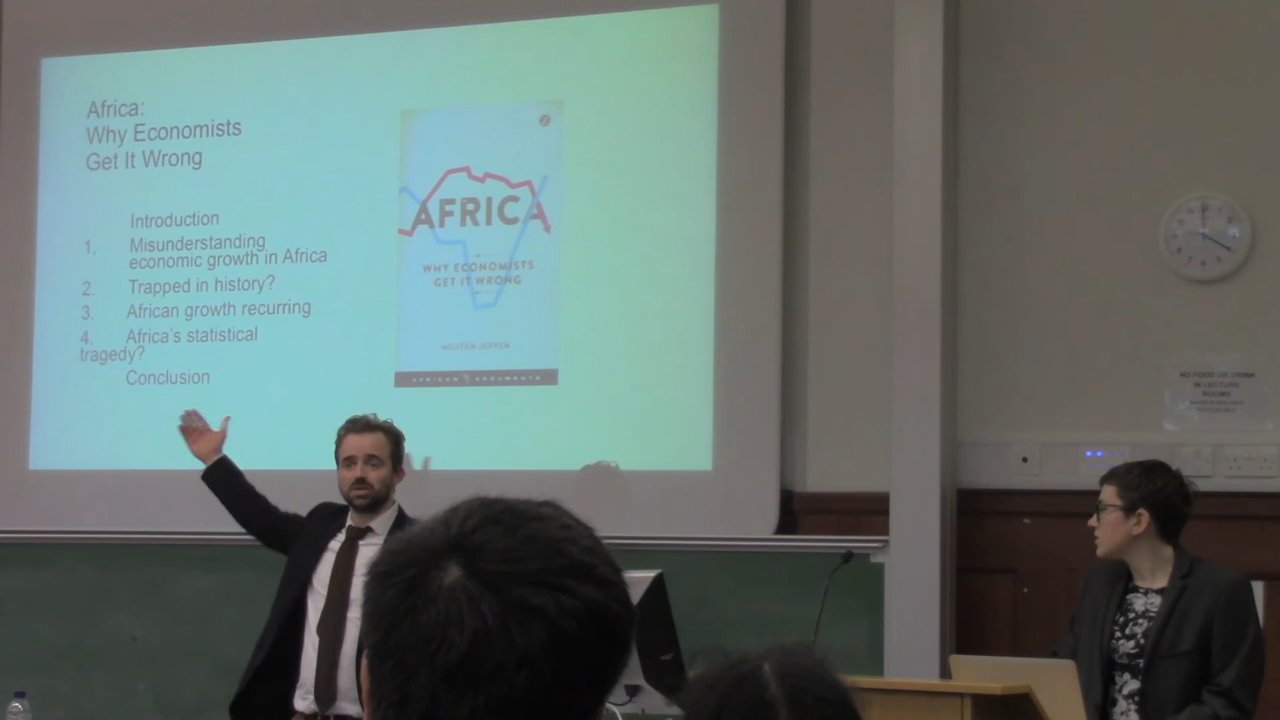 Africa:
Why Economists
Get It Wrong
Introduction
1. Misunderstanding
economic growth in Africa
2. Trapped in history?
3. African growth recurring
4. Africa's statistical
tragedy?
Conclusion
AFRICA
WHY ECONOMISTS
GET IT WRONG
MORTEN JERVEN
AFRICAN ARGUMENTS
NO FOOD OR DRINK
IN LECTURE
ROOMS